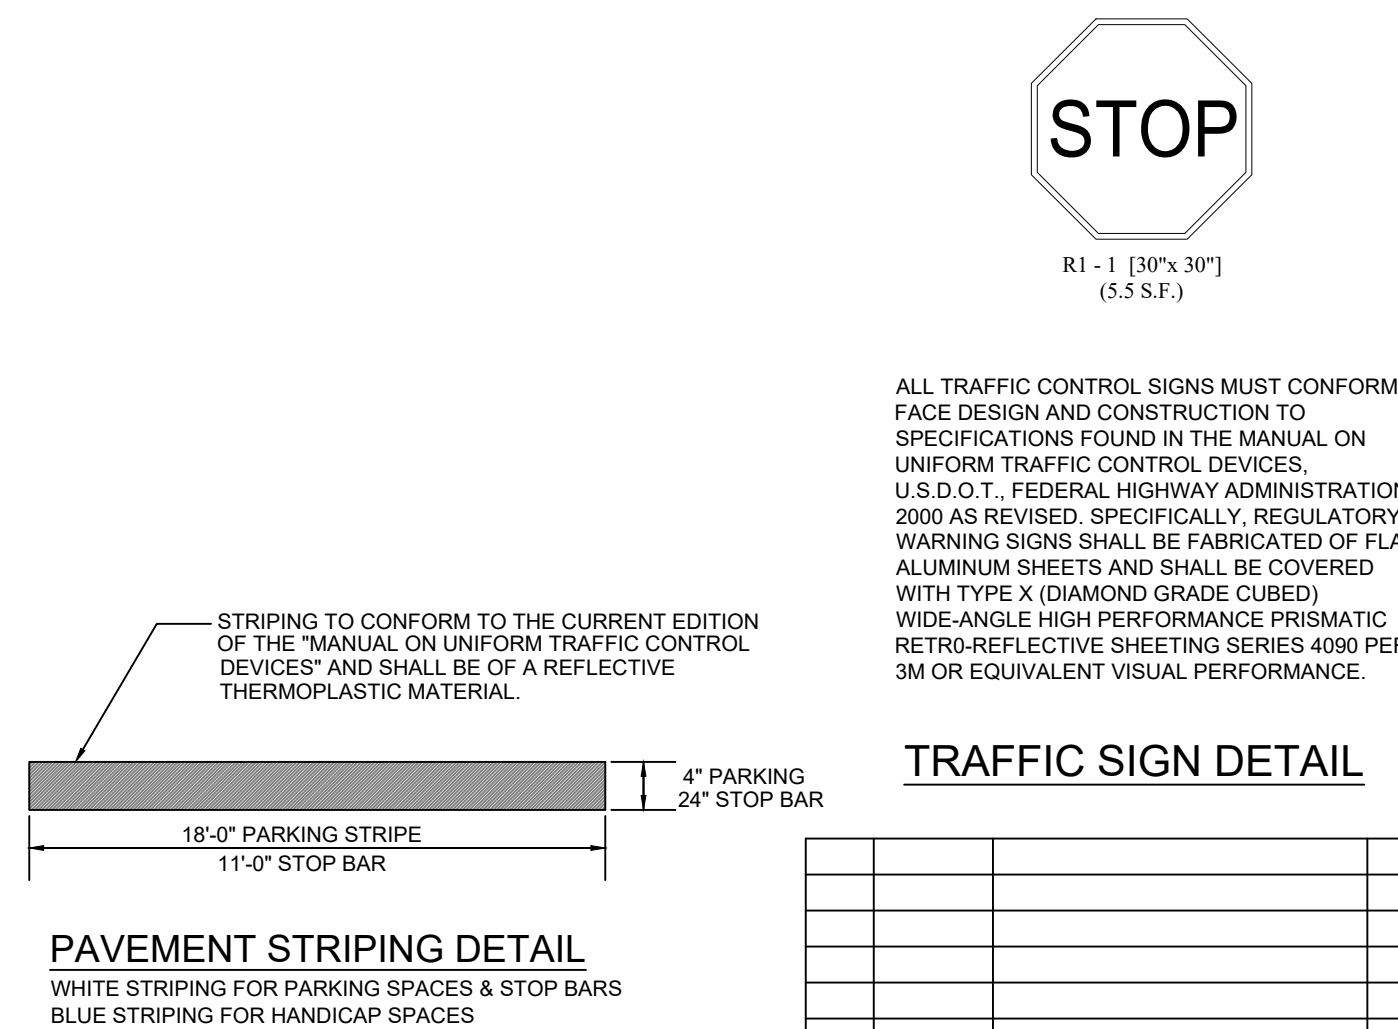 STOP
R1 - 1 [30"x 30"]
(5.5 S.F.)
ALL TRAFFIC CONTROL SIGNS MUST CONFORM
FACE DESIGN AND CONSTRUCTION TO
SPECIFICATIONS FOUND IN THE MANUAL ON
UNIFORM TRAFFIC CONTROL DEVICES,
U.S.D.O.T., FEDERAL HIGHWAY ADMINISTRATION
2000 AS REVISED. SPECIFICALLY, REGULATORY
WARNING SIGNS SHALL BE FABRICATED OF
ALUMINUM SHEETS AND SHALL BE COVERED
WITH TYPE X (DIAMOND GRADE CUBED)
WIDE-ANGLE HIGH PERFORMANCE PRISMATIC
RETR0-REFLECTIVE SHEETING SERIES 4090 PER
3M OR EQUIVALENT VISUAL PERFORMANCE.
TRAFFIC SIGN DETAIL
STRIPING TO CONFORM TO THE CURRENT EDITION
OF THE "MANUAL ON UNIFORM TRAFFIC CONTROL
DEVICES" AND SHALL BE OF A REFLECTIVE
THERMOPLASTIC MATERIAL.
4" PARKING
24" STOP BAR
18'-0" PARKING STRIPE
11'-0" STOP BAR
PAVEMENT STRIPING DETAIL
WHITE STRIPING FOR PARKING SPACES & STOP BARS
BLUE STRIPING FOR HANDICAP SPACES